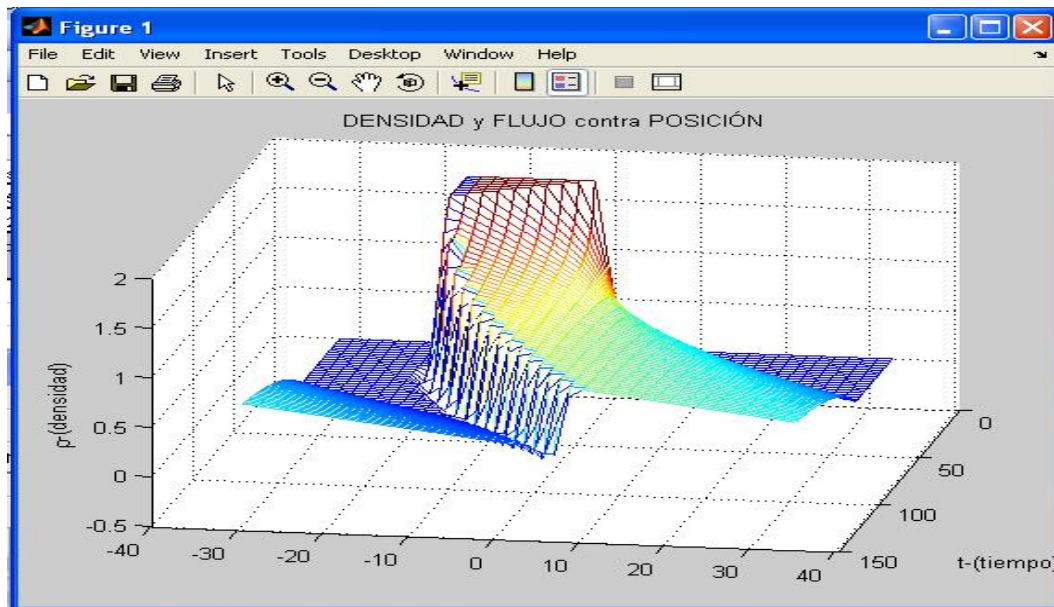 Figure 1
File Edit View Insert Tools Desktop Window Help
DENSIDAD y FLUJO contra POSICIÓN
2
1.5
1
0.5
0
-0.5
-(densidad)
-40 -30 -20 -10 0 10 20 30 40
0
50
100
150
t-(tiempo)